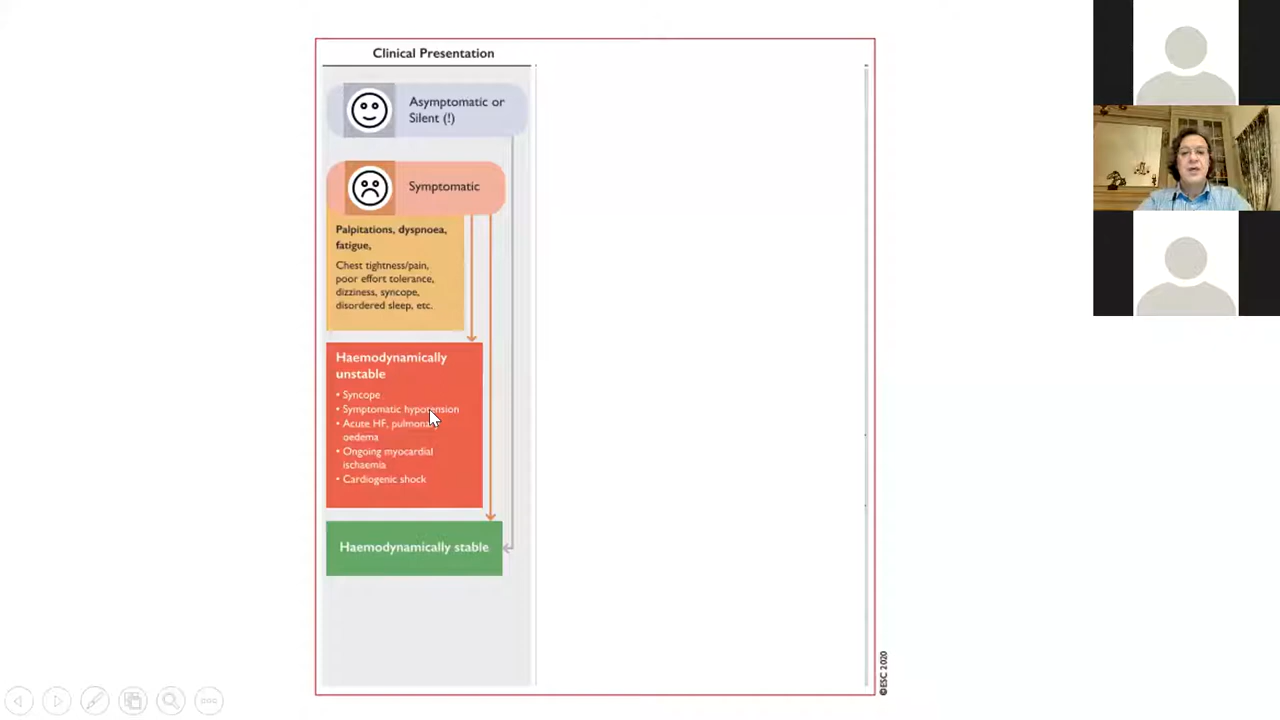 Clinical Presentation
Asymptomatic or
Silent (!)
Symptomatic
Palpitations, dyspnoea,
fatigue,
Chest tightness/pain,
poor effort tolerance,
dizziness, syncope,
disordered sleep, etc.
Haemodynamically
unstable
• Syncope
• Symptomatic hypotension
• Acute HF, pulmonary
oedema
• Ongoing myocardial
ischaemia
• Cardiogenic shock
Haemodynamically stable
©ESC 2020